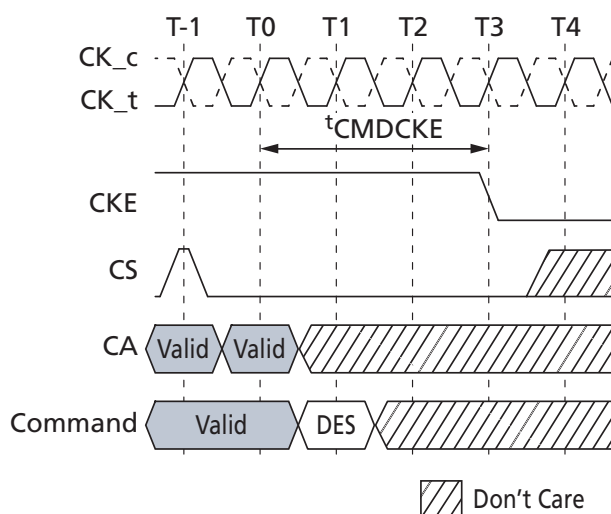 T-1 T0 T1 T2 T3 T4
CK_c
CK_t
tCMDCKE
CKE
CS
CA Valid Valid
Command Valid DES
Don't Care